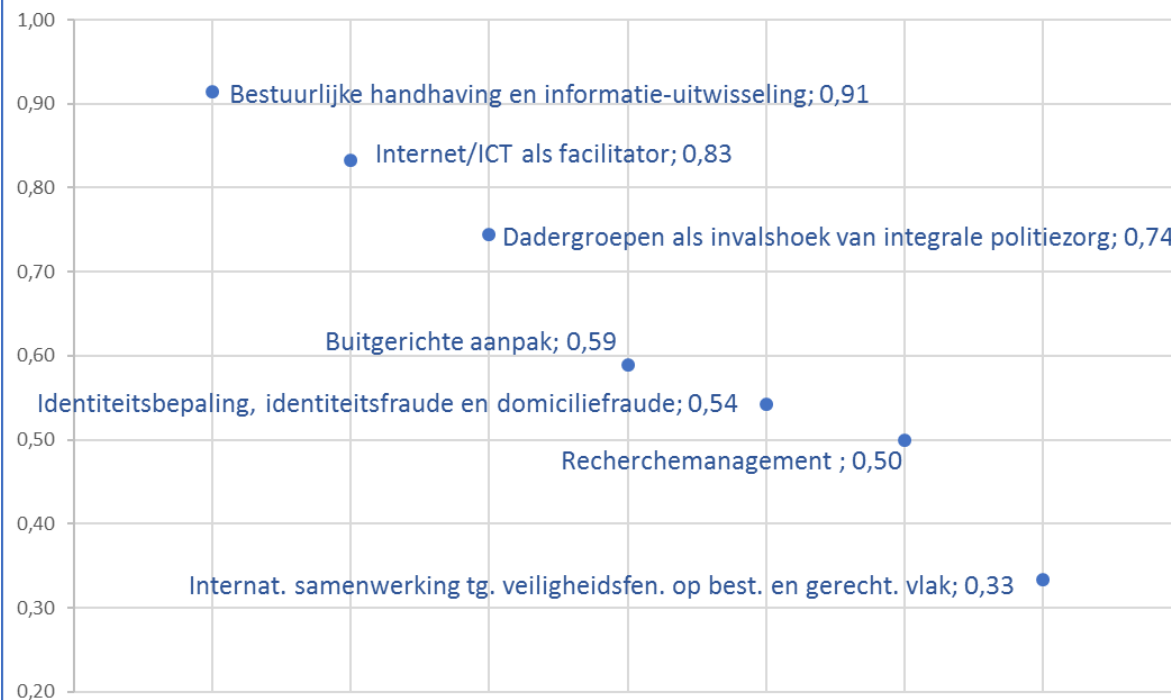 1,00
0,90
Bestuurlijke handhaving en informatie-uitwisseling; 0,91
Internet/ICT als facilitator; 0,83
0,80
Dadergroepen als invalshoek van integrale politiezorg; 0,74
0,70
Buitgerichte aanpak; 0,59
0,60
Identiteitsbepaling, identiteitsfraude en domiciliefraude; 0,54
0,50
Recherchemanagement ; 0,50
0,40
Internat. samenwerking tg. veiligheidsfen. op best. en gerecht. vlak; 0,33
0,30
0,20